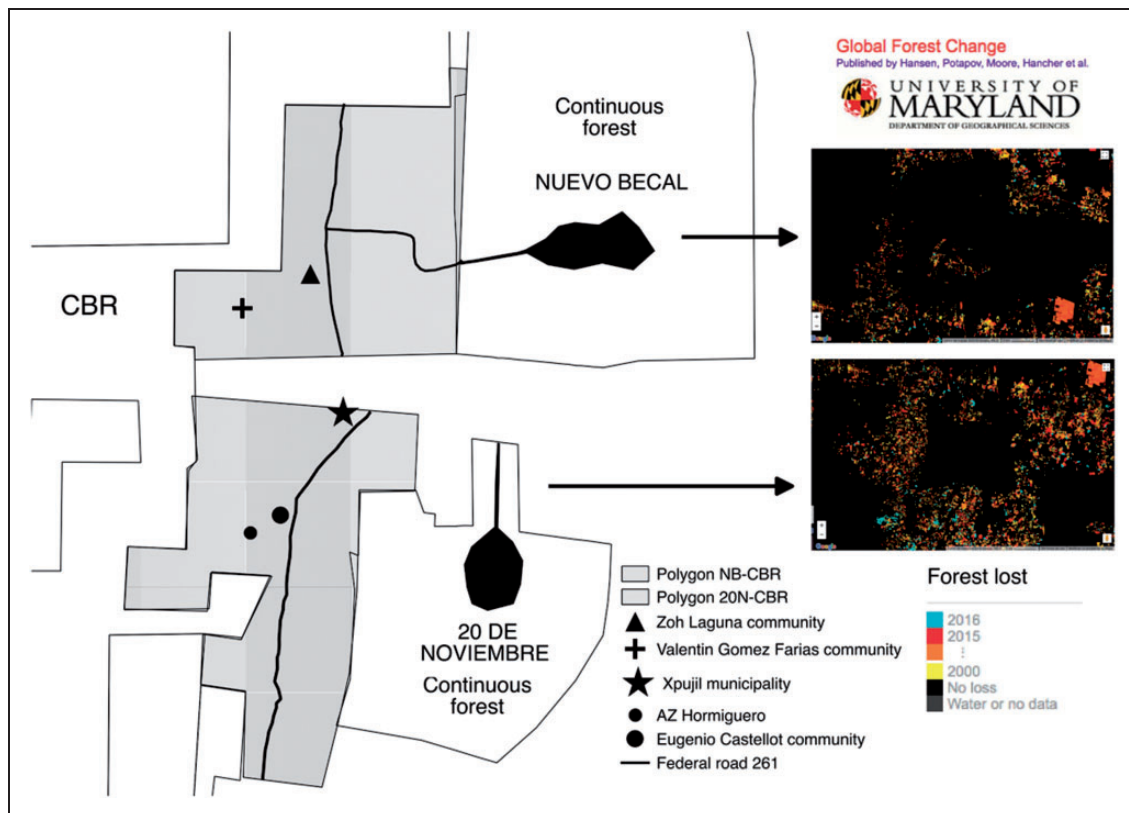 Global Forest Change
Published by Hansen, Potapov, Moore, Hancher et al.
UNIVERSITY OF
MARYLAND
DEPARTMENT OF GEOGRAPHICAL SCIENCES
Continuous
forest
NUEVO BECAL
CBR
20 DE
NOVIEMBRE
Continuous
forest
Polygon NB-CBR
Polygon 20N-CBR
Zoh Laguna community
Valentin Gomez Farias community
Xpujil municipality
AZ Hormiguero
Eugenio Castellot community
Federal road 261
Forest lost
2016
2015
⋮
2000
No loss
Water or no data
Google
Google